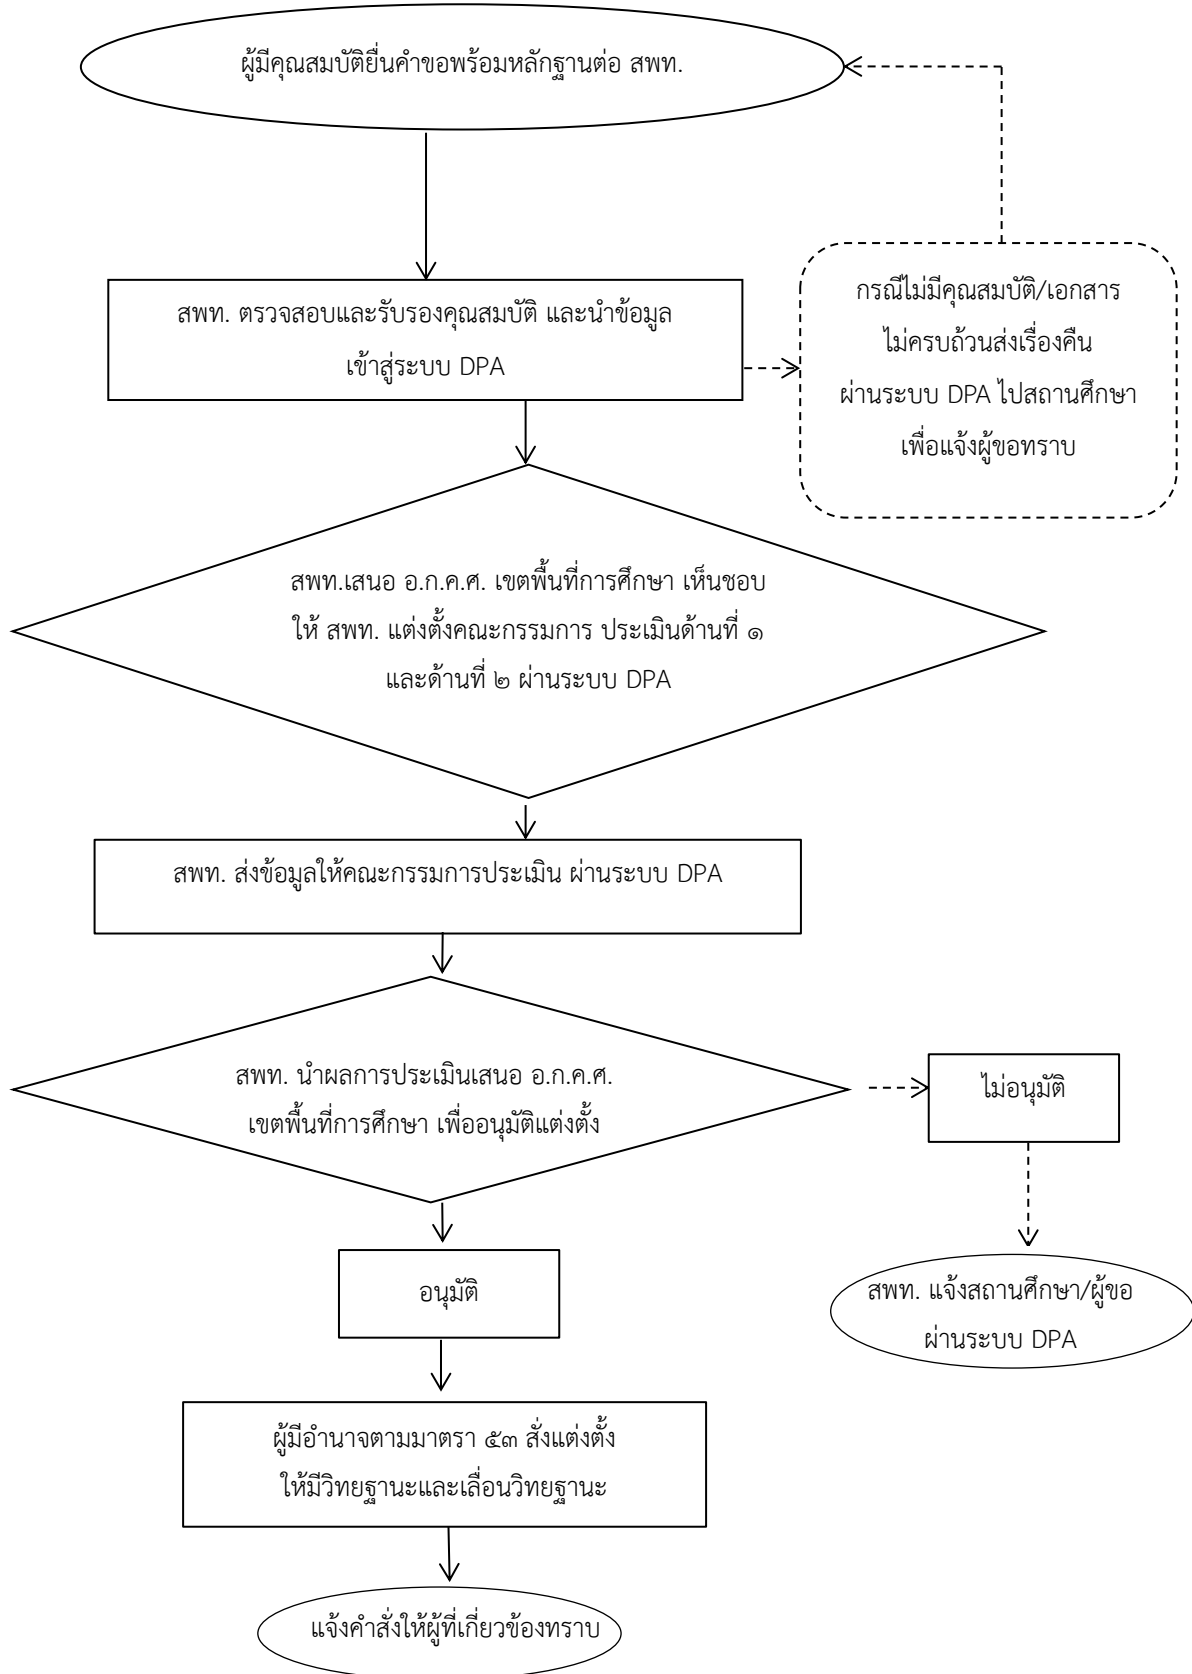 ผู้มีคุณสมบัติยื่นคำขอพร้อมหลักฐานต่อ สพท.
สพท. ตรวจสอบและรับรองคุณสมบัติ และนำข้อมูล
เข้าสู่ระบบ DPA
กรณีไม่มีคุณสมบัติ/เอกสาร
ไม่ครบถ้วนส่งเรื่องคืน
ผ่านระบบ DPA ไปสถานศึกษา
เพื่อแจ้งผู้ขอทราบ
สพท.เสนอ อ.ก.ค.ศ. เขตพื้นที่การศึกษา เห็นชอบ
ให้ สพท. แต่งตั้งคณะกรรมการ ประเมินด้านที่ ๑
และด้านที่ ๒ ผ่านระบบ DPA
สพท. ส่งข้อมูลให้คณะกรรมการประเมิน ผ่านระบบ DPA
สพท. นำผลการประเมินเสนอ อ.ก.ค.ศ.
เขตพื้นที่การศึกษา เพื่ออนุมัติแต่งตั้ง
ไม่อนุมัติ
สพท. แจ้งสถานศึกษา/ผู้ขอ
ผ่านระบบ DPA
อนุมัติ
ผู้มีอำนาจตามมาตรา ๕๓ สั่งแต่งตั้ง
ให้มีวิทยฐานะและเลื่อนวิทยฐานะ
แจ้งคำสั่งให้ผู้ที่เกี่ยวข้องทราบ